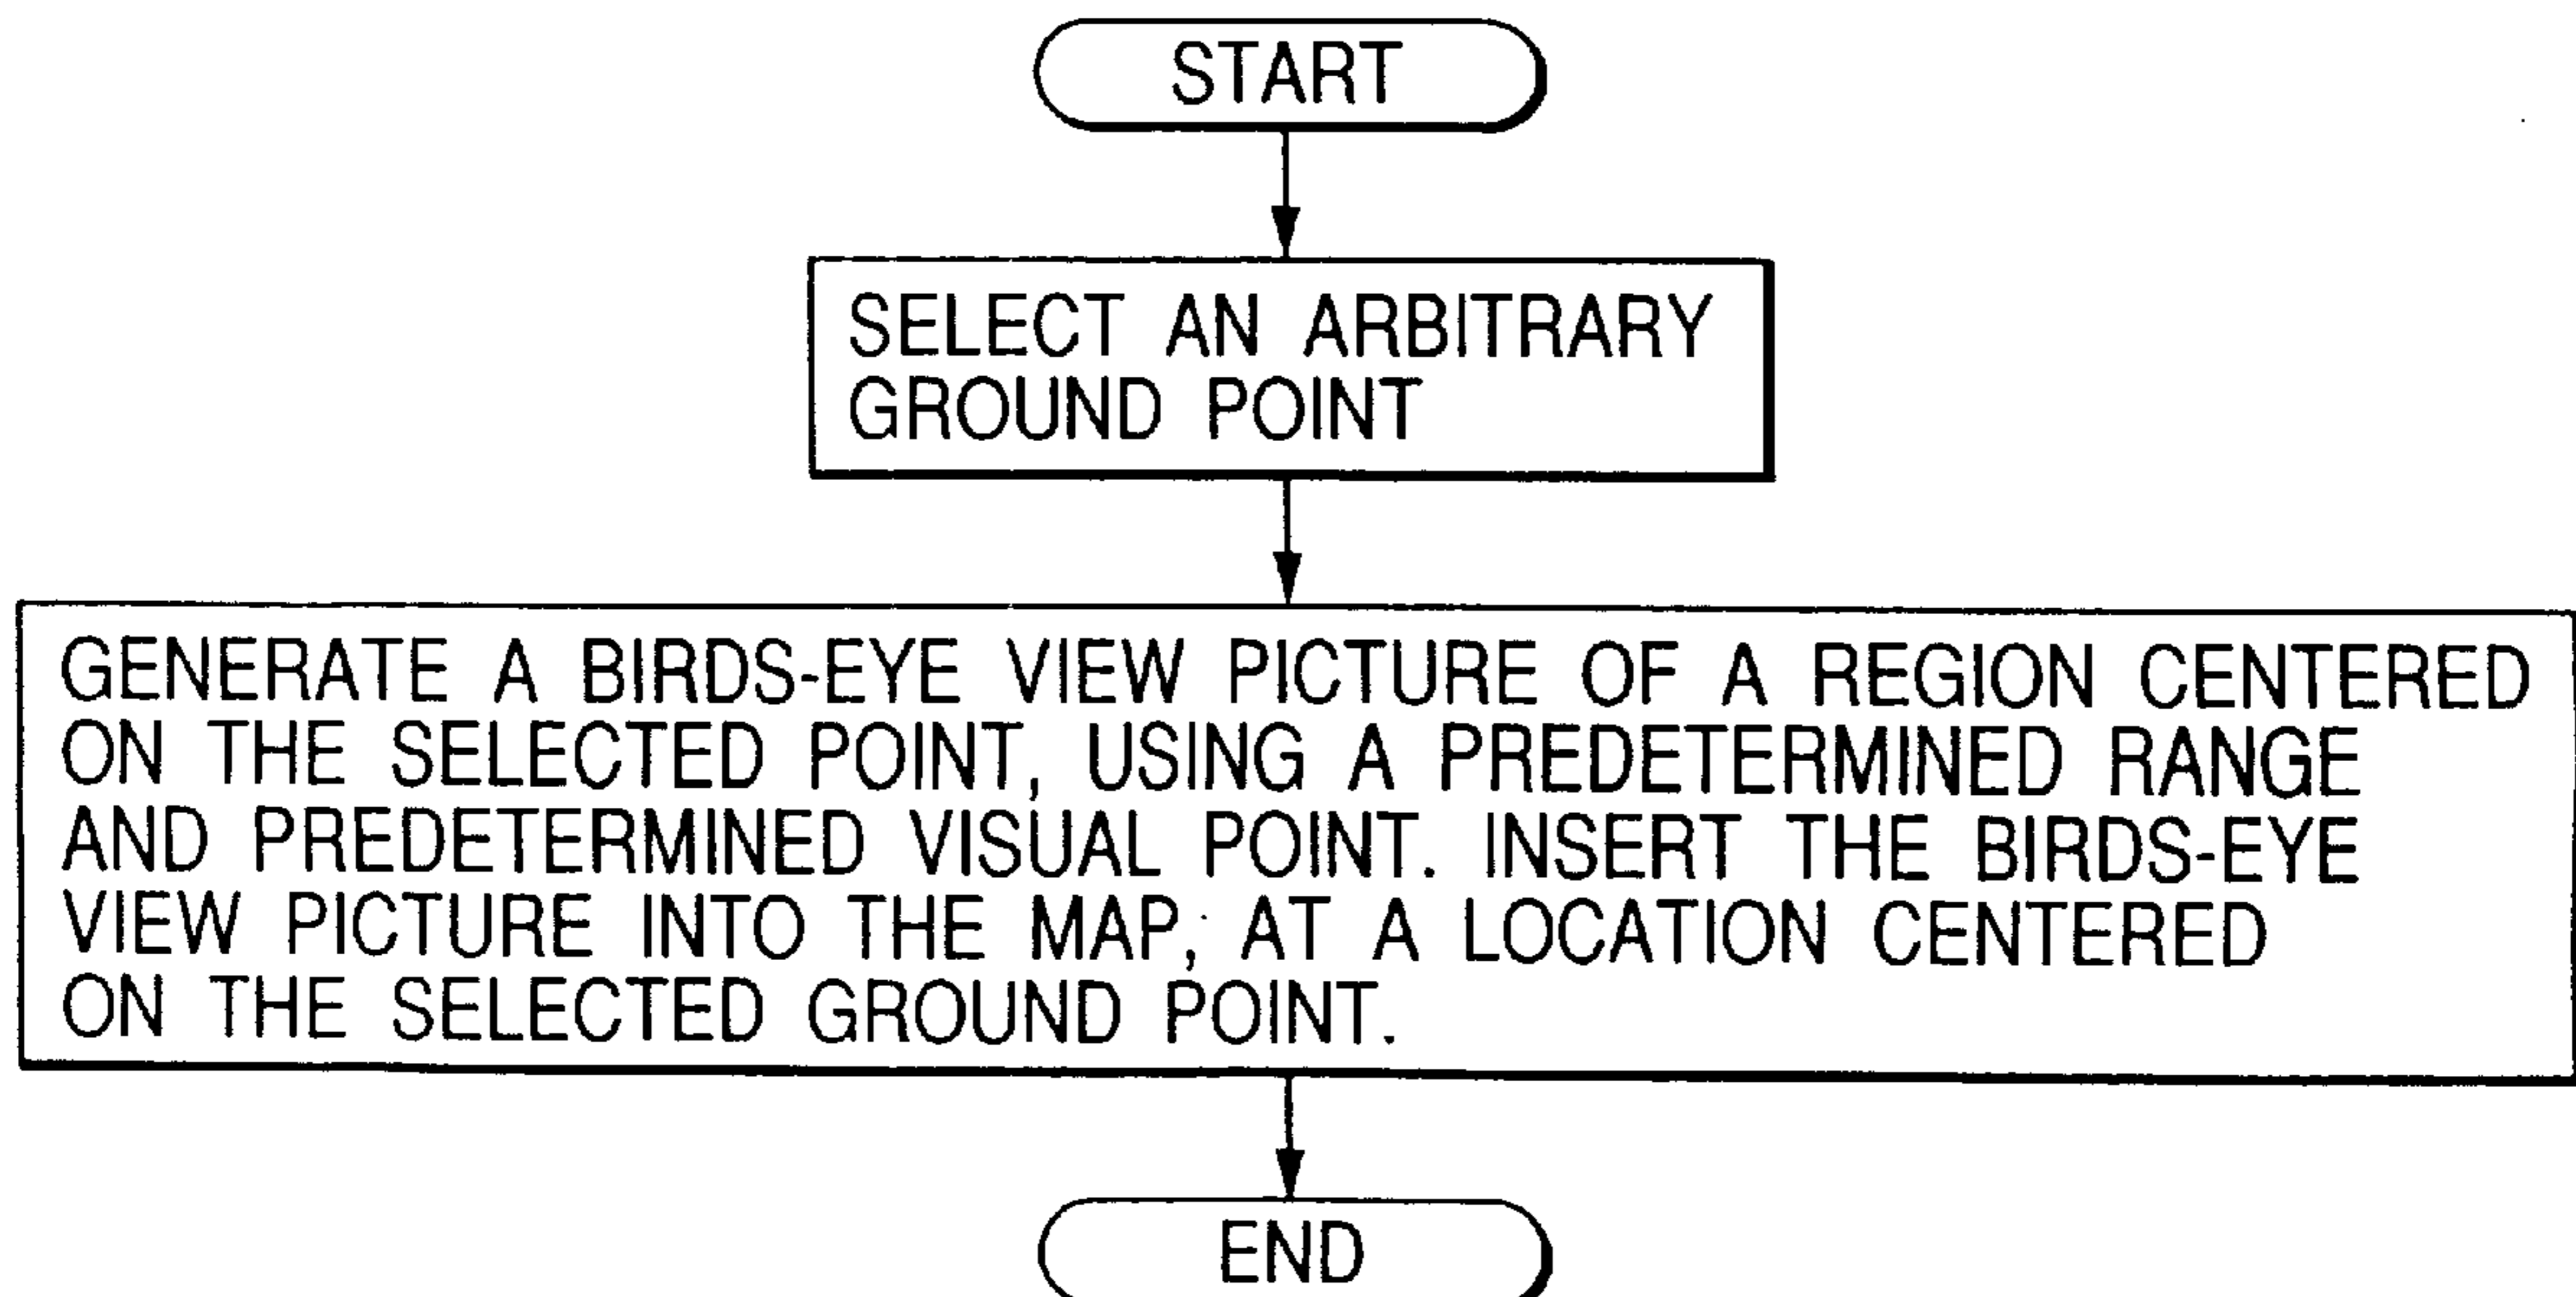 START
SELECT AN ARBITRARY
GROUND POINT
GENERATE A BIRDS-EYE VIEW PICTURE OF A REGION CENTERED
ON THE SELECTED POINT, USING A PREDETERMINED RANGE
AND PREDETERMINED VISUAL POINT. INSERT THE BIRDS-EYE
VIEW PICTURE INTO THE MAP, AT A LOCATION CENTERED
ON THE SELECTED GROUND POINT.
END